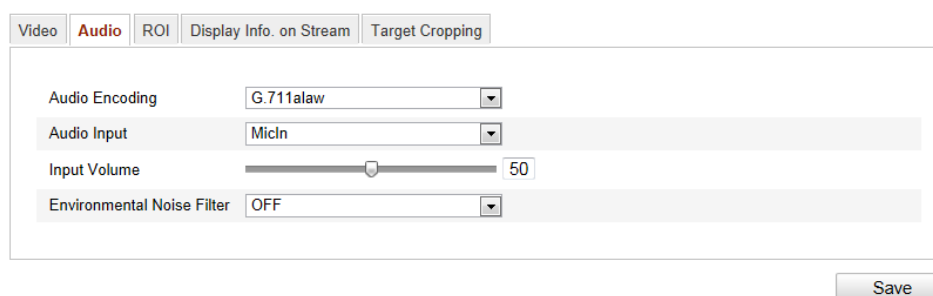 Video Audio ROI Display Info. on Stream Target Cropping
Audio Encoding G.711alaw
Audio Input MicIn
Input Volume 50
Environmental Noise Filter OFF
Save